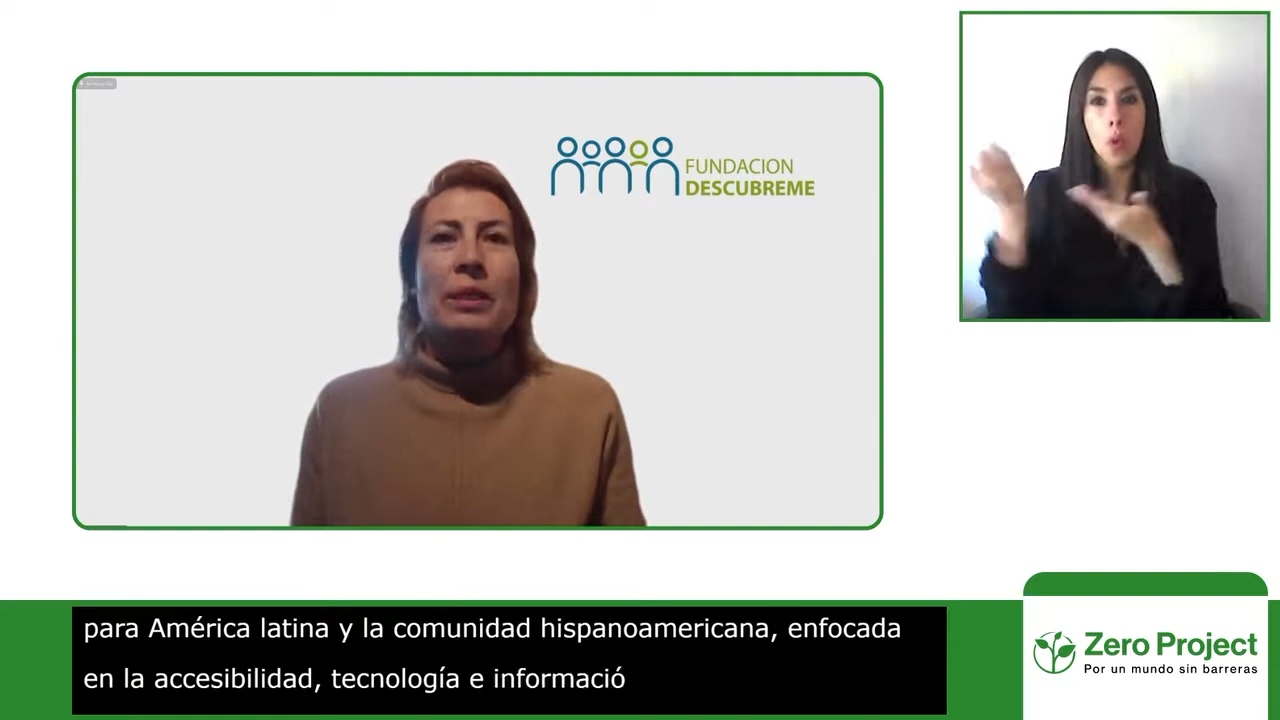 FUNDACION
DESCUBREME
para América latina y la comunidad hispanoamericana, enfocada
en la accesibilidad, tecnología e informació
Zero Project
Por un mundo sin barreras